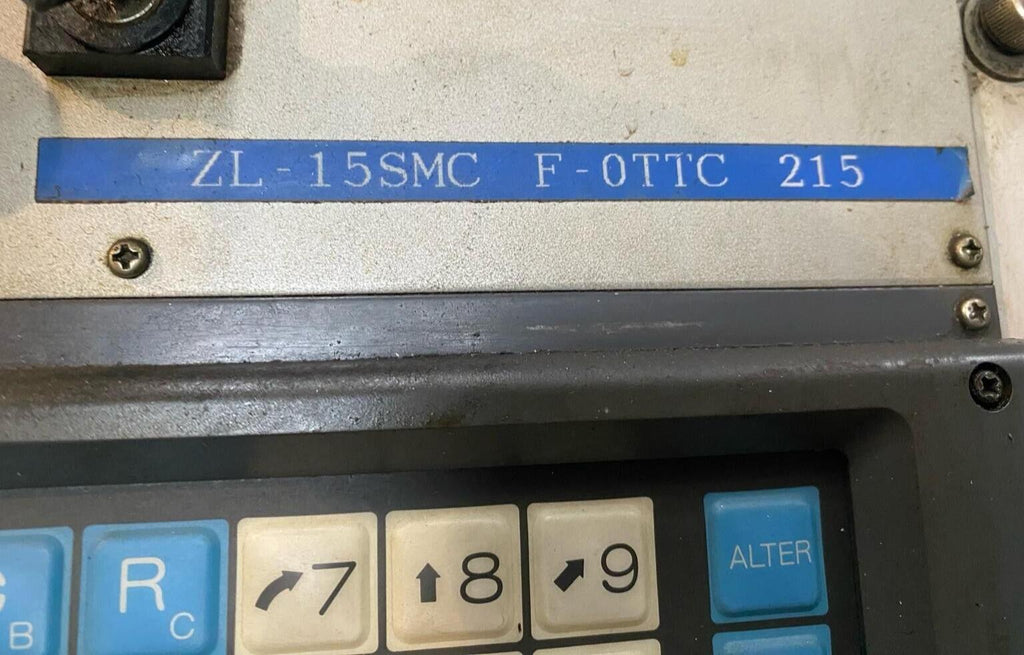 ZL-15SMC F-0TTC 215
R C 7 8 9 ALTER
B